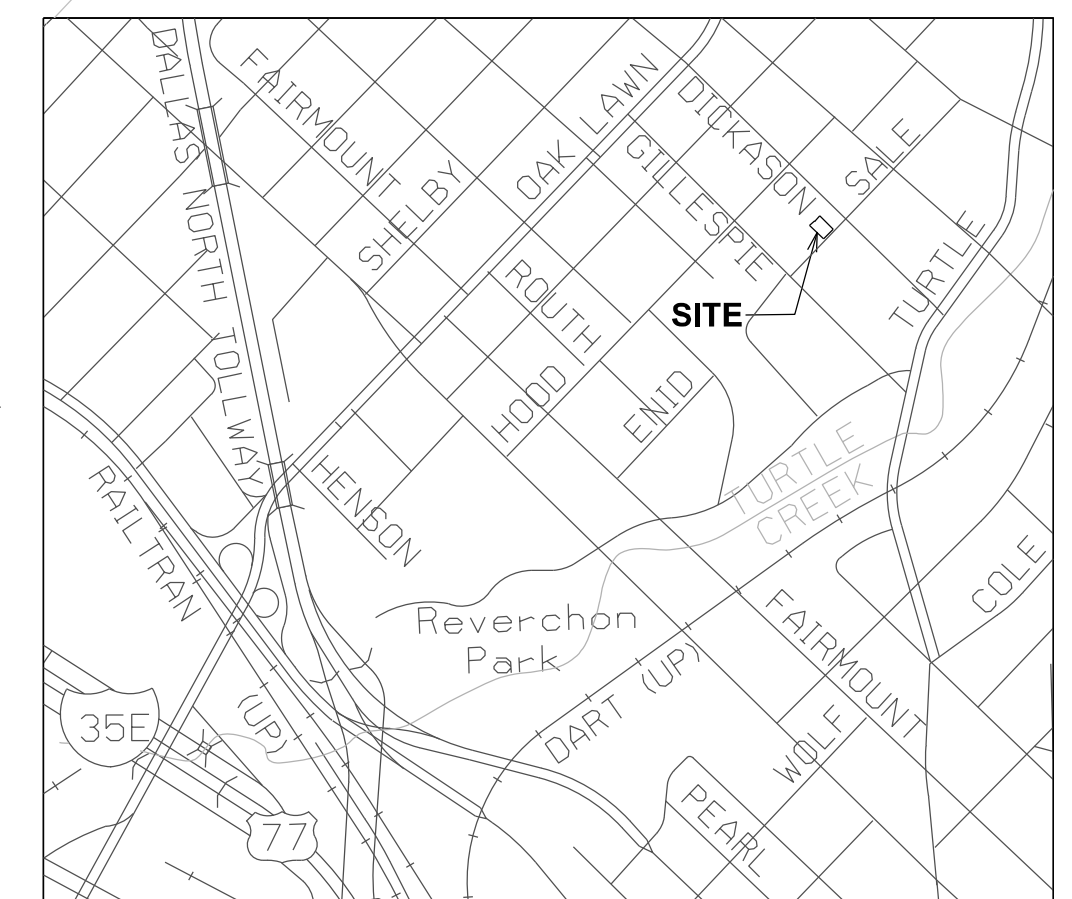 DALLAS NORTH TOLLWAY
FAIRMOUNT
SHELBY
OAK LAWN
DICKASON
GILLESPIE
SALE
TURTLE
SITE
ROUTH
HOOD
ENID
HENSON
RAIL TRAN
(UP)
TURTLE
CREEK
COLE
Reverchon
Park
FAIRMOUNT
DART (UP)
WOLF
PEARL
35E
77